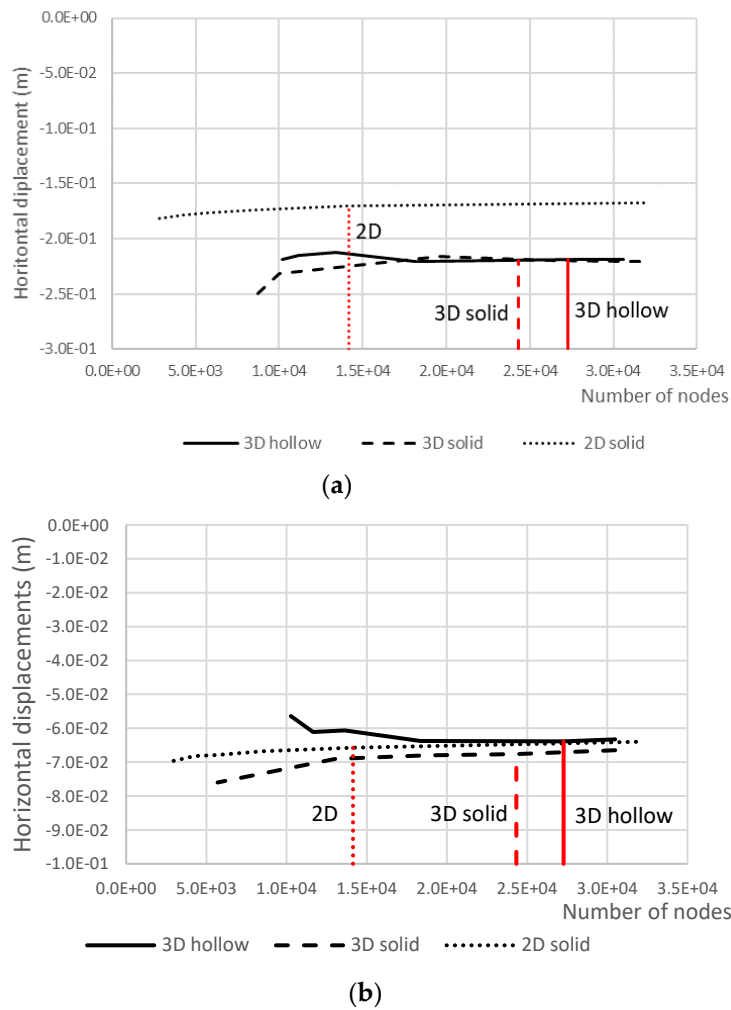 0.0E+00
-5.0E-02
-1.0E-01
-1.5E-01
-2.0E-01
-2.5E-01
-3.0E-01
Horitontal diplacement (m)
2D
3D solid
3D hollow
0.0E+00 5.0E+03 1.0E+04 1.5E+04 2.0E+04 2.5E+04 3.0E+04 3.5E+04
Number of nodes
3D hollow 3D solid 2D solid
(a)
0.0E+00
-1.0E-02
-2.0E-02
-3.0E-02
-4.0E-02
-5.0E-02
-6.0E-02
-7.0E-02
-8.0E-02
-9.0E-02
-1.0E-01
Horizontal displacements (m)
2D 3D solid 3D hollow
0.0E+00 5.0E+03 1.0E+04 1.5E+04 2.0E+04 2.5E+04 3.0E+04 3.5E+04
Number of nodes
3D hollow 3D solid 2D solid
(b)